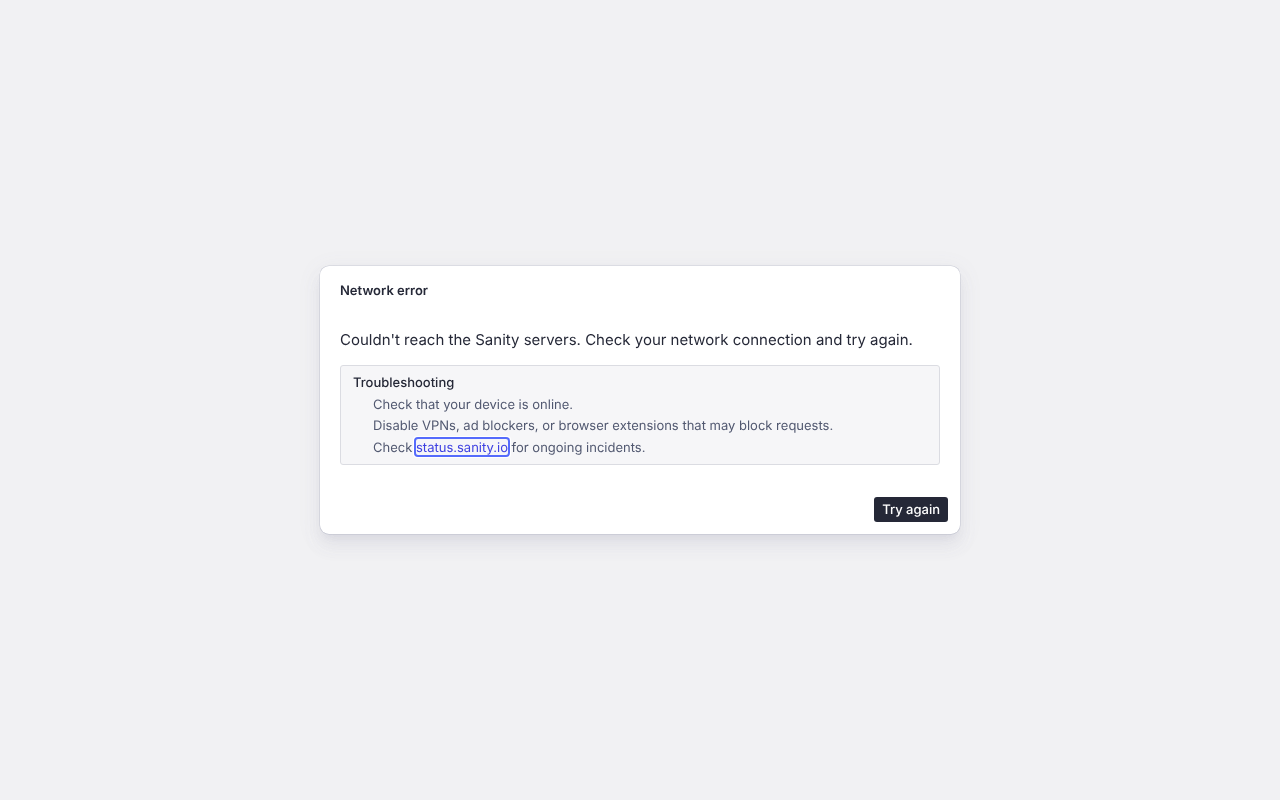 Network error
Couldn't reach the Sanity servers. Check your network connection and try again.
Troubleshooting
Check that your device is online.
Disable VPNs, ad blockers, or browser extensions that may block requests.
Check status.sanity.io for ongoing incidents.
Try again